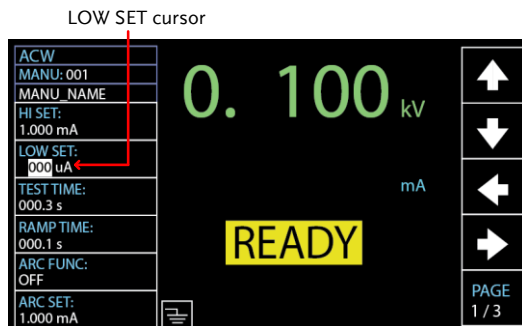 LOW SET cursor
ACW
MANU: 001
MANU_NAME
HI SET:
1.000 mA
LOW SET:
000 uA
TEST TIME:
000.3 s
RAMP TIME:
000.1 s
ARC FUNC:
OFF
ARC SET:
1.000 mA
0. 100 kV
mA
READY
PAGE
1 / 3